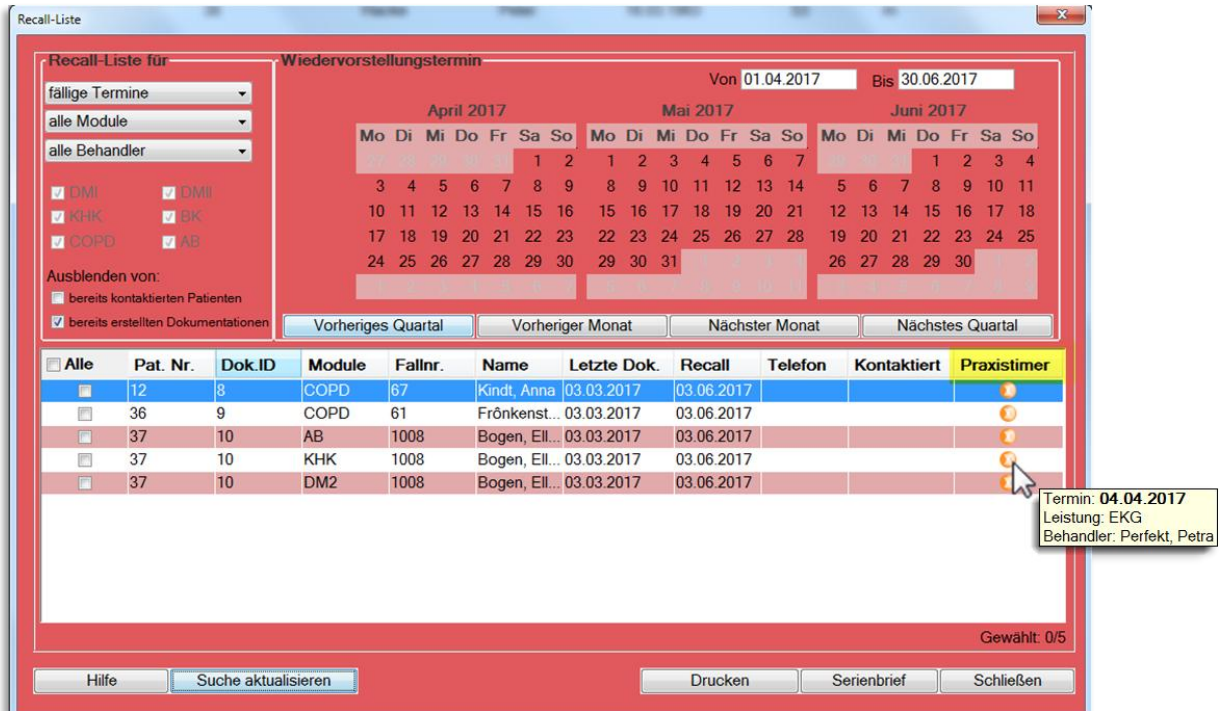 Recall-Liste
Recall-Liste für
fällige Termine
alle Module
alle Behandler
DMI DMII
KHK BK
COPD AB
Ausblenden von:
bereits kontaktierten Patienten
bereits erstellten Dokumentationen
Wiedervorstellungstermin
Von 01.04.2017 Bis 30.06.2017
April 2017
Mo Di Mi Do Fr Sa So
1 2
3 4 5 6 7 8 9
10 11 12 13 14 15 16
17 18 19 20 21 22 23
24 25 26 27 28 29 30
Mai 2017
Mo Di Mi Do Fr Sa So
1 2 3 4 5 6 7
8 9 10 11 12 13 14
15 16 17 18 19 20 21
22 23 24 25 26 27 28
29 30 31
Juni 2017
Mo Di Mi Do Fr Sa So
1 2 3 4
5 6 7 8 9 10 11
12 13 14 15 16 17 18
19 20 21 22 23 24 25
26 27 28 29 30
Vorheriges Quartal Vorheriger Monat Nächster Monat Nächstes Quartal
Alle Pat. Nr. Dok.ID Module Fallnr. Name Letzte Dok. Recall Telefon Kontaktiert Praxistimer
12 8 COPD 67 Kindt, Anna 03.03.2017 03.06.2017
36 9 COPD 61 Frônkenst... 03.03.2017 03.06.2017
37 10 AB 1008 Bogen, Ell... 03.03.2017 03.06.2017
37 10 KHK 1008 Bogen, Ell... 03.03.2017 03.06.2017
37 10 DM2 1008 Bogen, Ell... 03.03.2017 03.06.2017
Termin: 04.04.2017
Leistung: EKG
Behandler: Perfekt, Petra
Gewählt: 0/5
Hilfe Suche aktualisieren Drucken Serienbrief Schließen